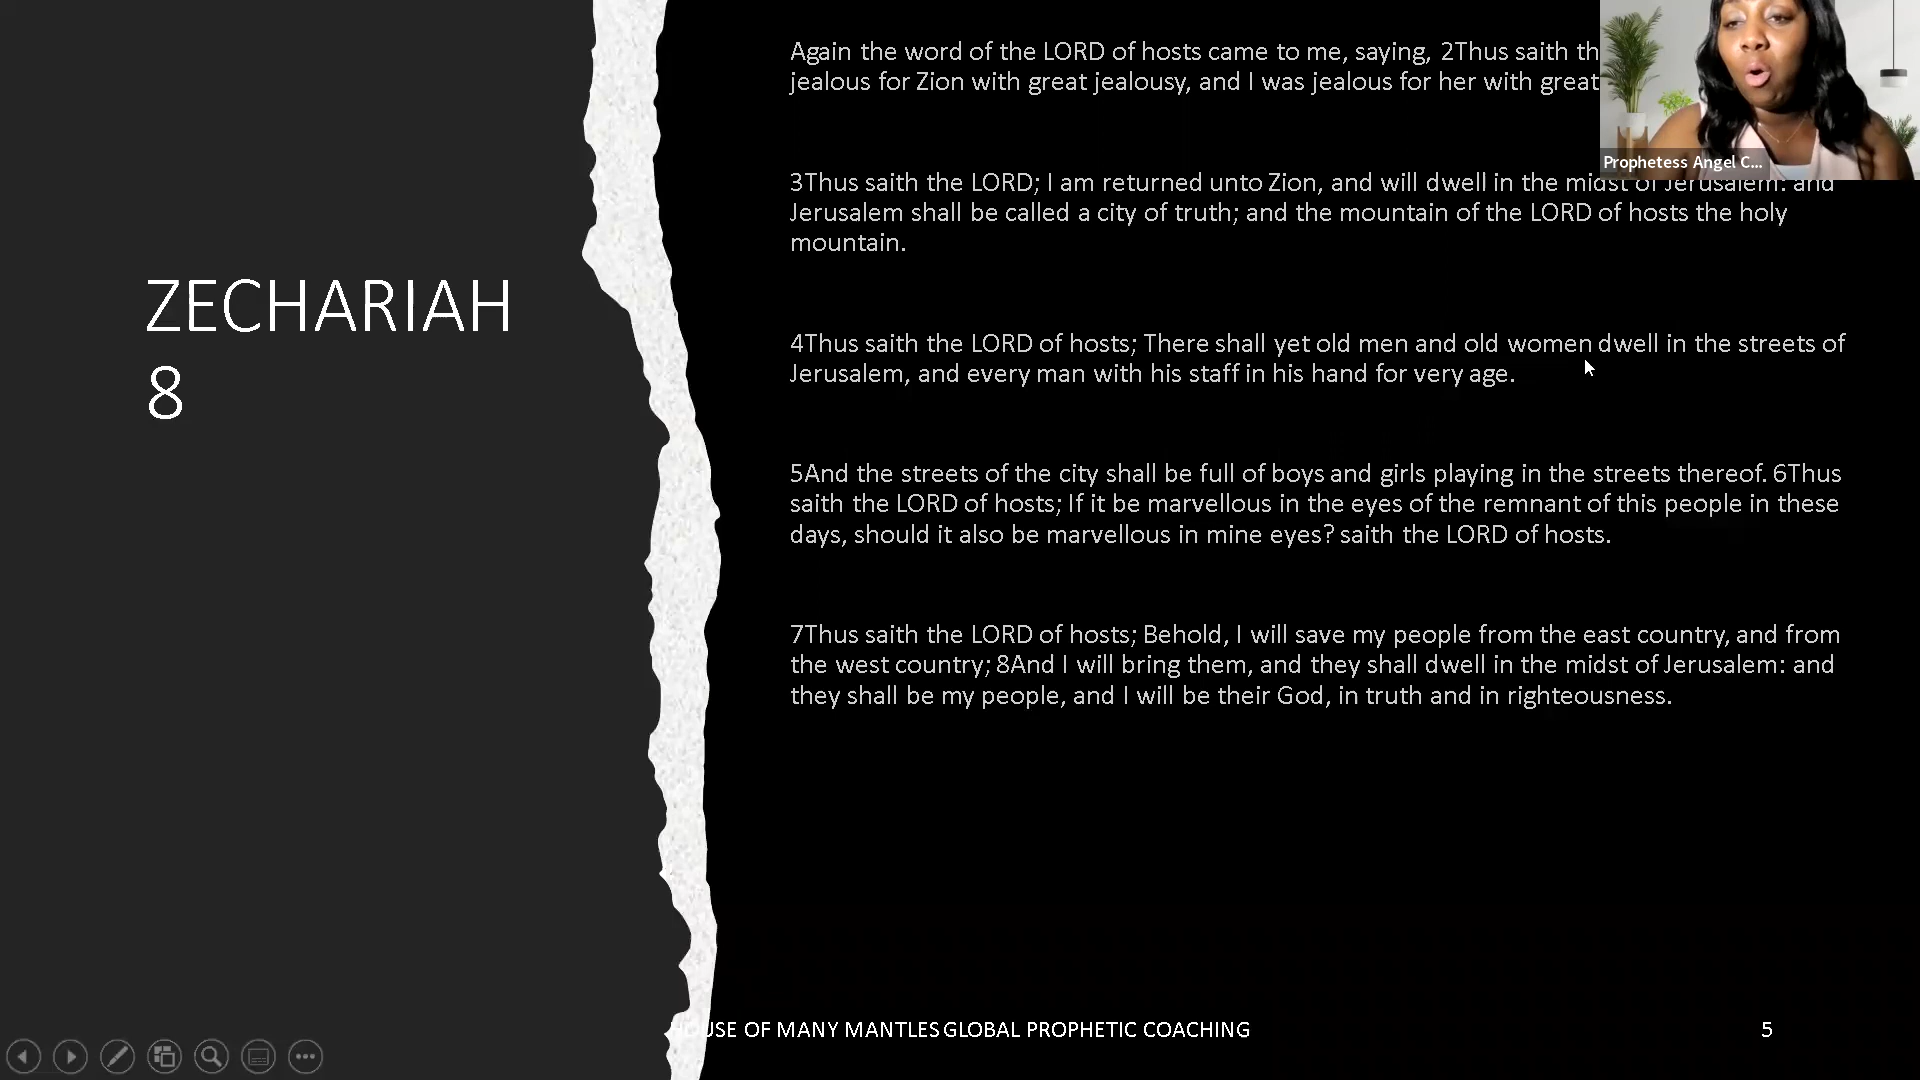 ZECHARIAH
8
Again the word of the LORD of hosts came to me, saying, 2Thus saith
jealous for Zion with great jealousy, and I was jealous for her with great
Prophetess Angel C...
3Thus saith the LORD; I am returned unto Zion, and will dwell in the midst of Jerusalem: and
Jerusalem shall be called a city of truth; and the mountain of the LORD of hosts the holy
mountain.
4Thus saith the LORD of hosts; There shall yet old men and old women dwell in the streets of
Jerusalem, and every man with his staff in his hand for very age.
5And the streets of the city shall be full of boys and girls playing in the streets thereof. 6Thus
saith the LORD of hosts; If it be marvellous in the eyes of the remnant of this people in these
days, should it also be marvellous in mine eyes? saith the LORD of hosts.
7Thus saith the LORD of hosts; Behold, I will save my people from the east country, and from
the west country; 8And I will bring them, and they shall dwell in the midst of Jerusalem: and
they shall be my people, and I will be their God, in truth and in righteousness.
HOUSE OF MANY MANTLES GLOBAL PROPHETIC COACHING
5